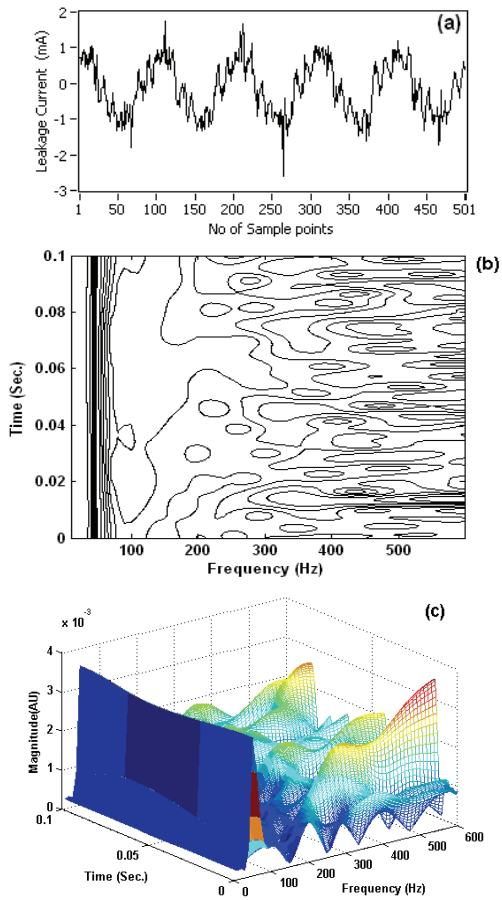 (a)
Leakage Current (mA)
2
1
0
-1
-2
-3
1 50 100 150 200 250 300 350 400 450 501
No of Sample points
(b)
Time (Sec.)
0.1
0.08
0.06
0.04
0.02
0
100 200 300 400 500
Frequency (Hz)
(c)
x 10⁻³
Magnitude(AU)
4
3
2
1
0
0.1
0.05
0
Time (Sec.)
0 100 200 300 400 500 600
Frequency (Hz)